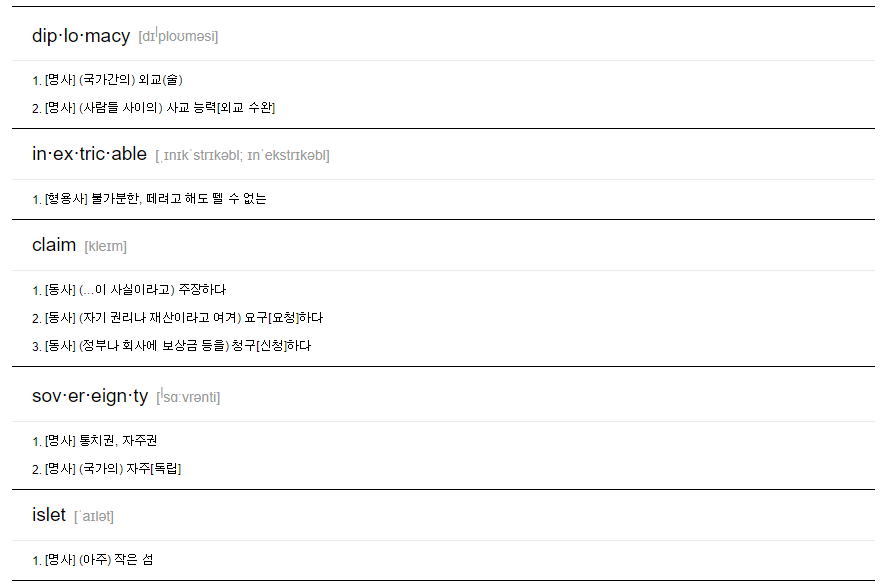 dip·lo·macy [dɪ|ploʊməsi]
1. [명사] (국가간의) 외교(술)
2. [명사] (사람들 사이의) 사교 능력[외교 수완]
in·ex·tric·able [ˌɪnɪkˈstrɪkəbl; ɪnˈekstrɪkəbl]
1. [형용사] 불가분한, 떼려고 해도 뗄 수 없는
claim [kleɪm]
1. [동사] (…이 사실이라고) 주장하다
2. [동사] (자기 권리나 재산이라고 여겨) 요구[요청]하다
3. [동사] (정부나 회사에 보상금 등을) 청구[신청]하다
sov·er·eign·ty [|sɑːvrənti]
1. [명사] 통치권, 자주권
2. [명사] (국가의) 자주[독립]
islet [ˈaɪlət]
1. [명사] (아주) 작은 섬